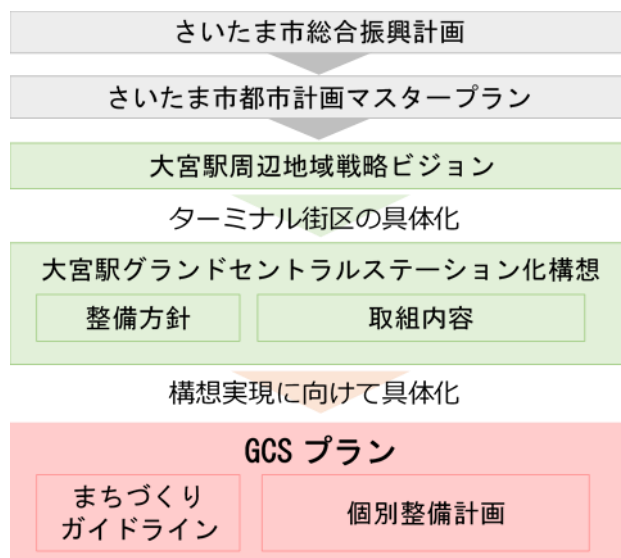 さいたま市総合振興計画
さいたま市都市計画マスタープラン
大宮駅周辺地域戦略ビジョン
ターミナル街区の具体化
大宮駅グランドセントラルステーション化構想
整備方針
取組内容
構想実現に向けて具体化
GCS プラン
まちづくり
ガイドライン
個別整備計画